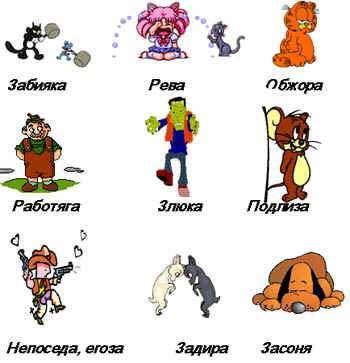 Забияка Рева Обжора
Работяга Злюка Подлиза
Непоседа, егоза Задира Засоня